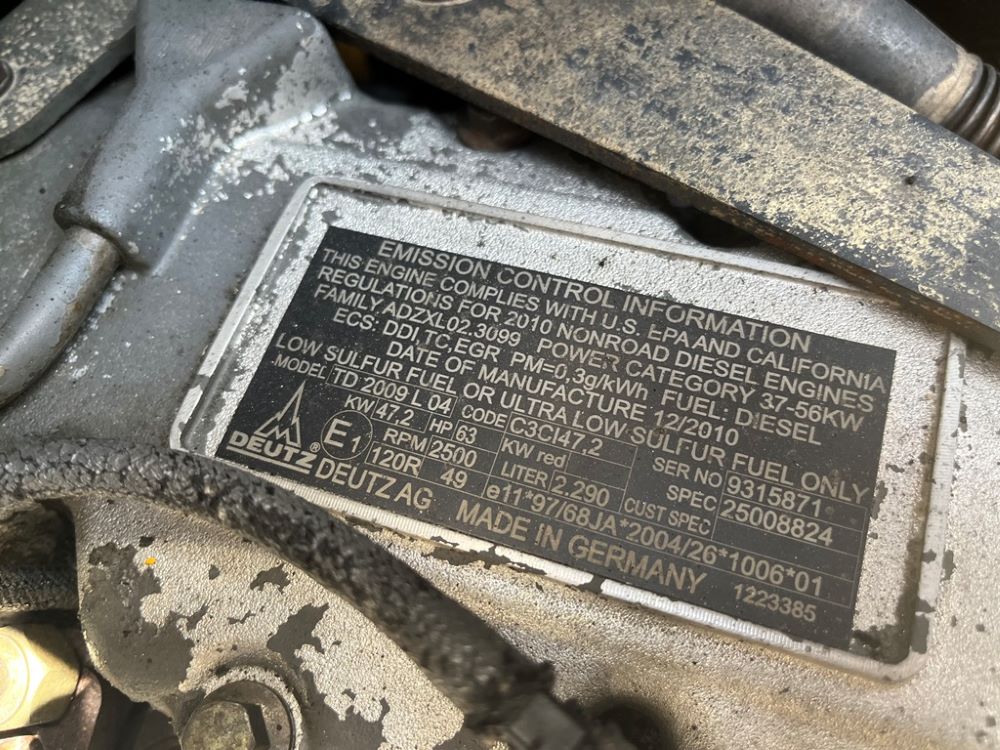 EMISSION CONTROL INFORMATION
THIS ENGINE COMPLIES WITH U.S. EPA AND CALIFORNIA
REGULATIONS FOR 2010 NONROAD DIESEL ENGINES
FAMILY:ADZXL02.3099 POWER CATEGORY 37-56KW
ECS: DDI,TC,EGR PM=0,3g/kWh FUEL: DIESEL
DATE OF MANUFACTURE 12/2010
LOW SULFUR FUEL OR ULTRA LOW SULFUR FUEL ONLY
MODEL TD 2009 L 04 CODE C3CI47,2 SER NO 9315871
KW 47,2 HP 63 KW red SPEC 25008824
RPM 2500 LITER 2.290 CUST SPEC
DEUTZ® E1 120R 49 e11*97/68JA*2004/26*1006*01
DEUTZ AG MADE IN GERMANY 1223385